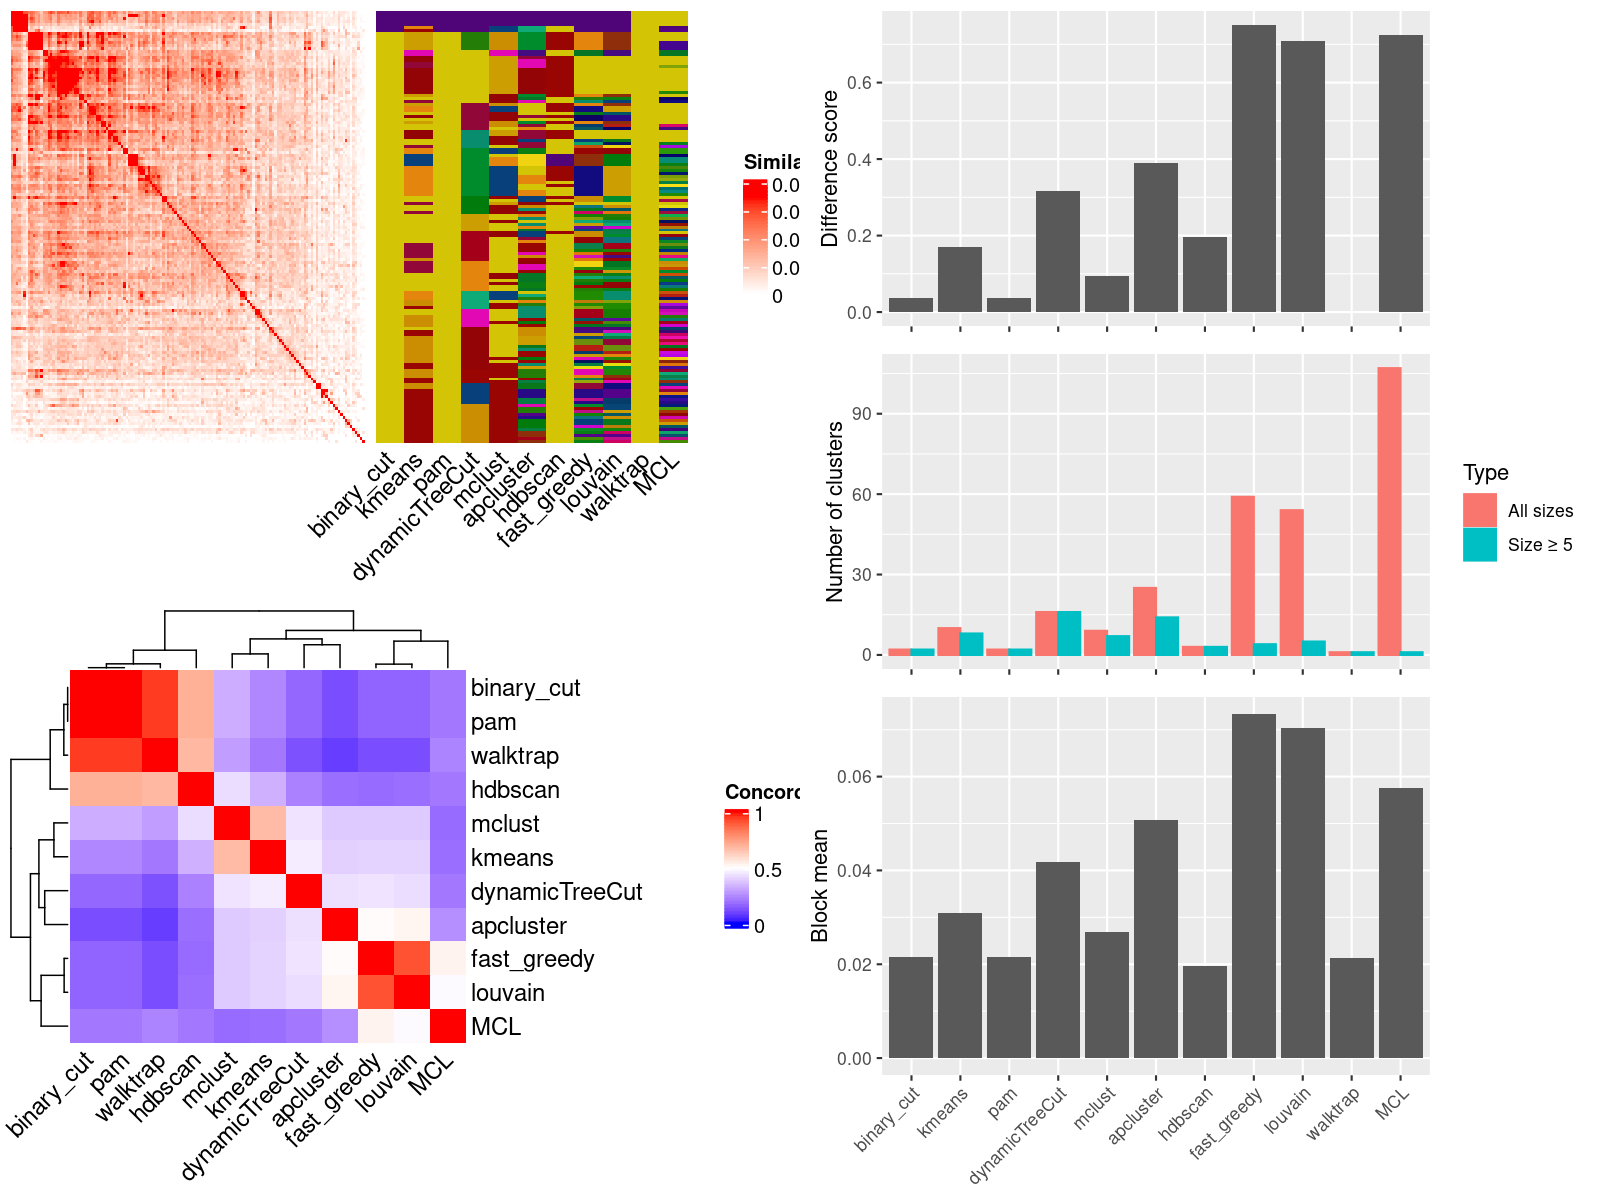 Simila
0.0
0.0
0.0
0.0
0
binary_cut
kmeans
pam
dynamicTreeCut
mclust
apcluster
hdbscan
fast_greedy
louvain
walktrap
MCL
binary_cut
pam
walktrap
hdbscan
mclust
kmeans
dynamicTreeCut
apcluster
fast_greedy
louvain
MCL
Concord
1
0.5
0
binary_cut
pam
walktrap
hdbscan
mclust
kmeans
dynamicTreeCut
apcluster
fast_greedy
louvain
MCL
Difference score
0.6
0.4
0.2
0.0
Number of clusters
90
60
30
0
Type
All sizes
Size ≥ 5
Block mean
0.06
0.04
0.02
0.00
binary_cut
kmeans
pam
dynamicTreeCut
mclust
apcluster
hdbscan
fast_greedy
louvain
walktrap
MCL